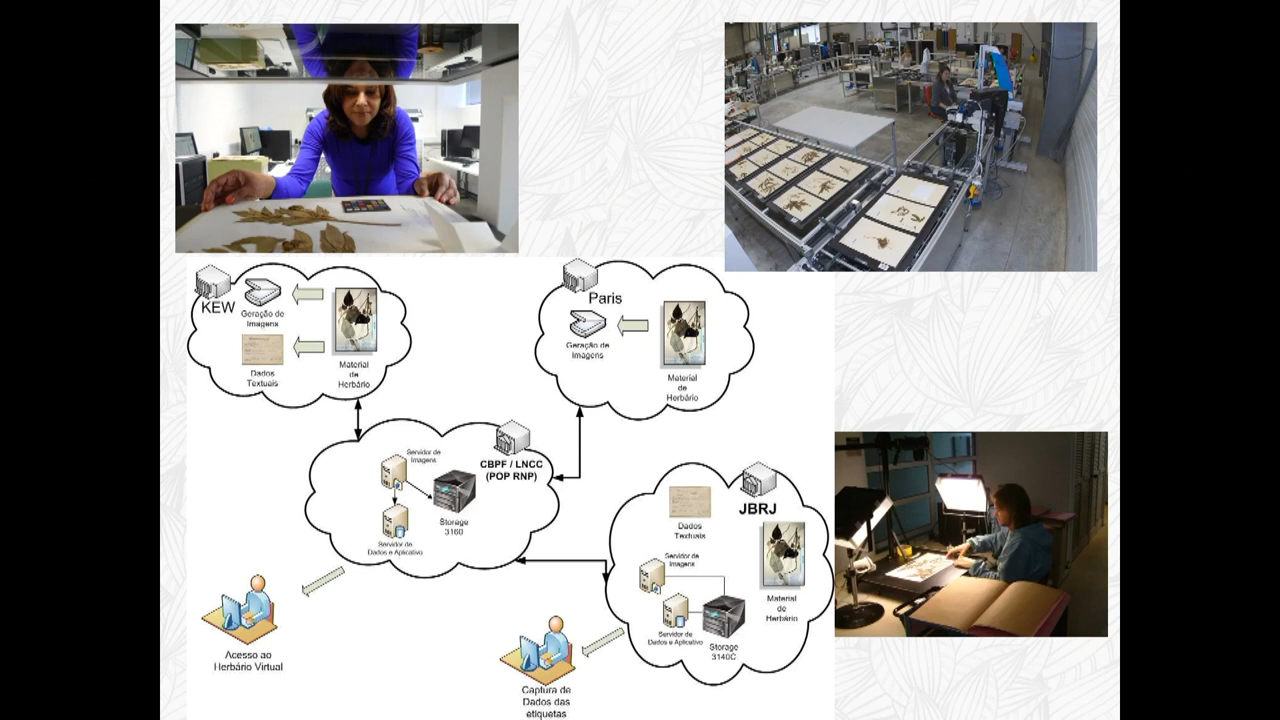 KEW
Geração de
Imagens
Dados
Textuais
Material
de
Herbário
Paris
Geração de
Imagens
Material
de
Herbário
CBPF / LNCC
(POP RNP)
Servidor de
Imagens
Storage
3160
Servidor de
Dados e Aplicativo
JBRJ
Dados
Textuais
Servidor de
Imagens
Material
de
Herbário
Servidor de
Dados e Aplicativo
Storage
3140C
Acesso ao
Herbário Virtual
Captura de
Dados das
etiquetas